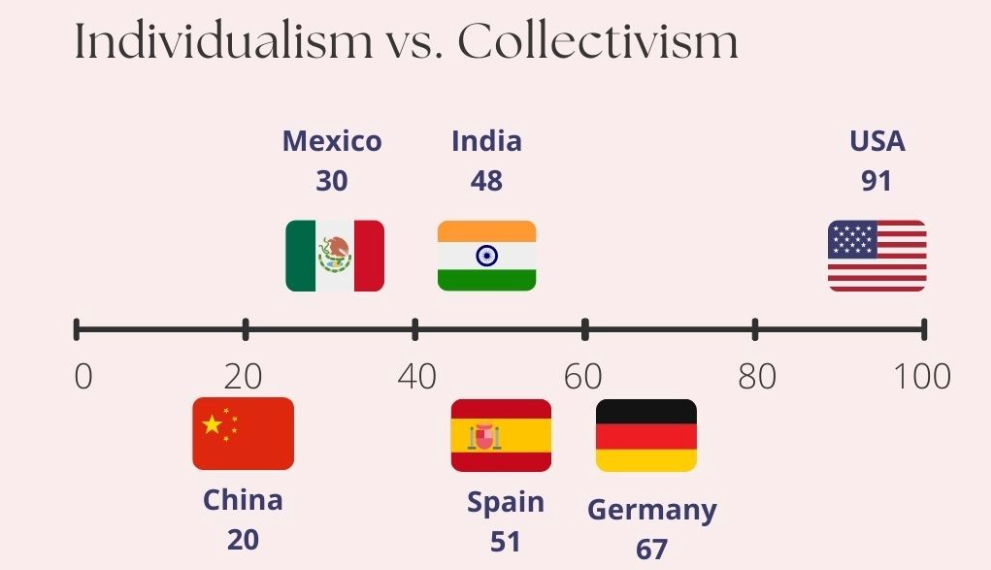 Individualism vs. Collectivism
Mexico
30
India
48
USA
91
0 20 40 60 80 100
China
20
Spain
51
Germany
67